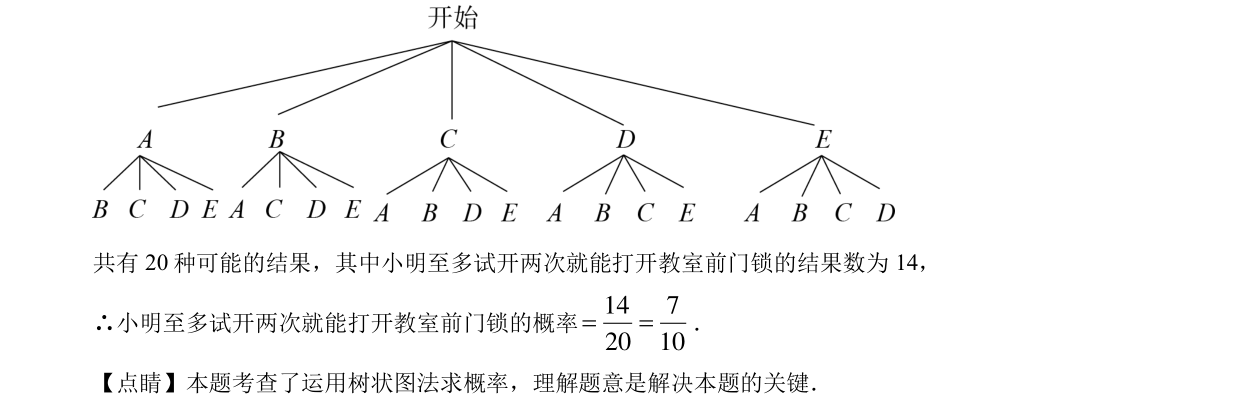 开始
A B C D E
B C D E A C D E A B D E A B C E A B C D
共有 20 种可能的结果，其中小明至多试开两次就能打开教室前门锁的结果数为 14，
∴小明至多试开两次就能打开教室前门锁的概率 = 14/20 = 7/10 ．
【点睛】本题考查了运用树状图法求概率，理解题意是解决本题的关键．